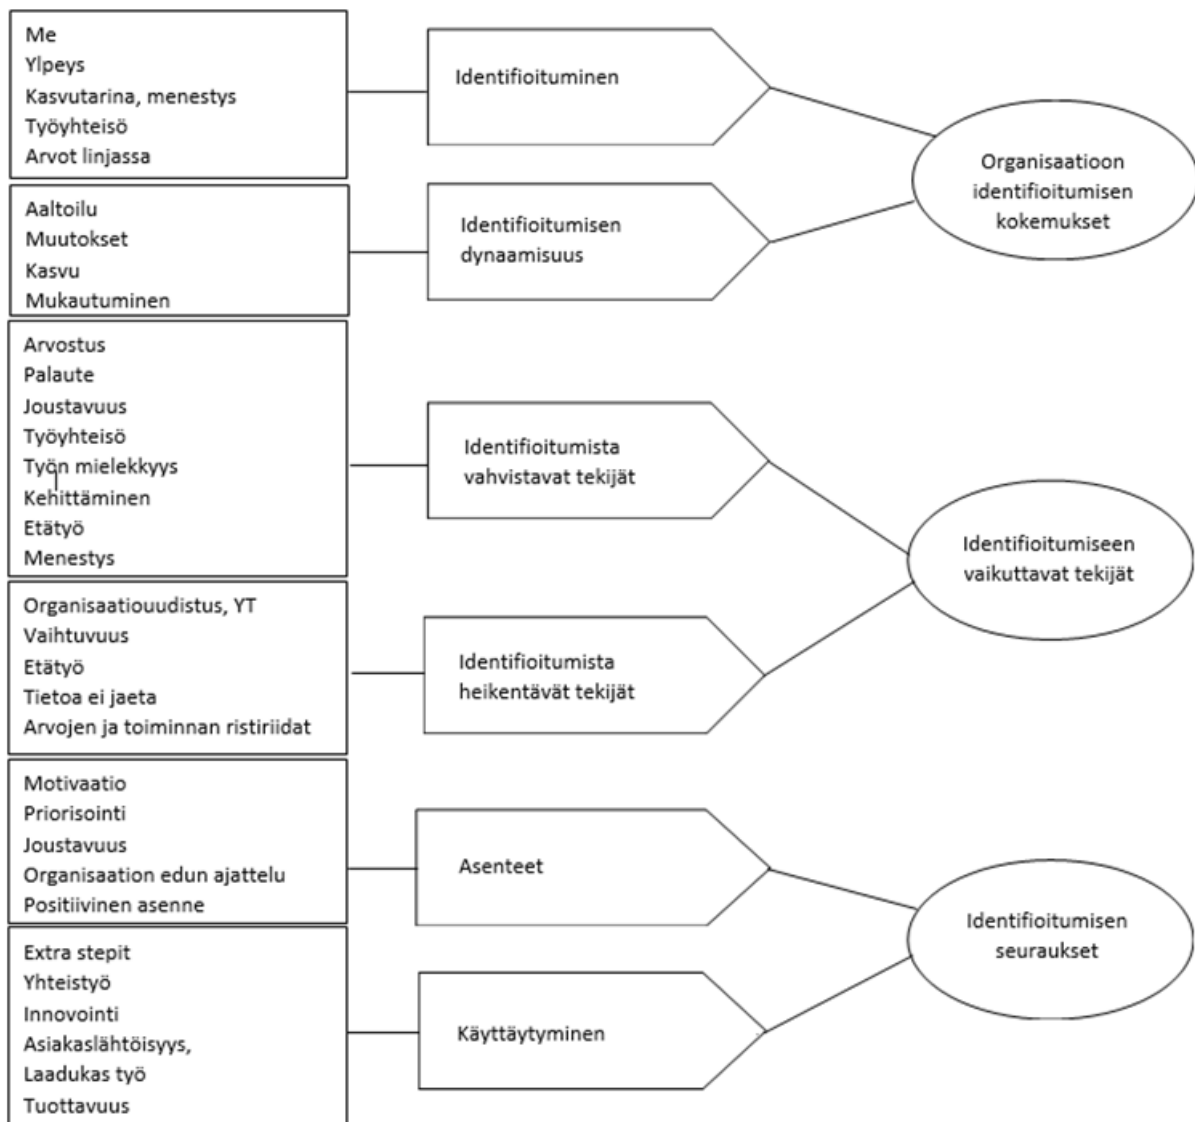 Me
Ylpeys
Kasvutarina, menestys
Työyhteisö
Arvot linjassa
Identifioituminen
Aaltoilu
Muutokset
Kasvu
Mukautuminen
Identifioitumisen
dynaamisuus
Organisaatioon
identifioitumisen
kokemukset
Arvostus
Palaute
Joustavuus
Työyhteisö
Työn mielekkyys
Kehittäminen
Etätyö
Menestys
Identifioitumista
vahvistavat tekijät
Organisaatiouudistus, YT
Vaihtuvuus
Etätyö
Tietoa ei jaeta
Arvojen ja toiminnan ristiriidat
Identifioitumista
heikentävät tekijät
Identifioitumiseen
vaikuttavat tekijät
Motivaatio
Priorisointi
Joustavuus
Organisaation edun ajattelu
Positiivinen asenne
Asenteet
Extra stepit
Yhteistyö
Innovointi
Asiakaslähtöisyys,
Laadukas työ
Tuottavuus
Käyttäytyminen
Identifioitumisen
seuraukset